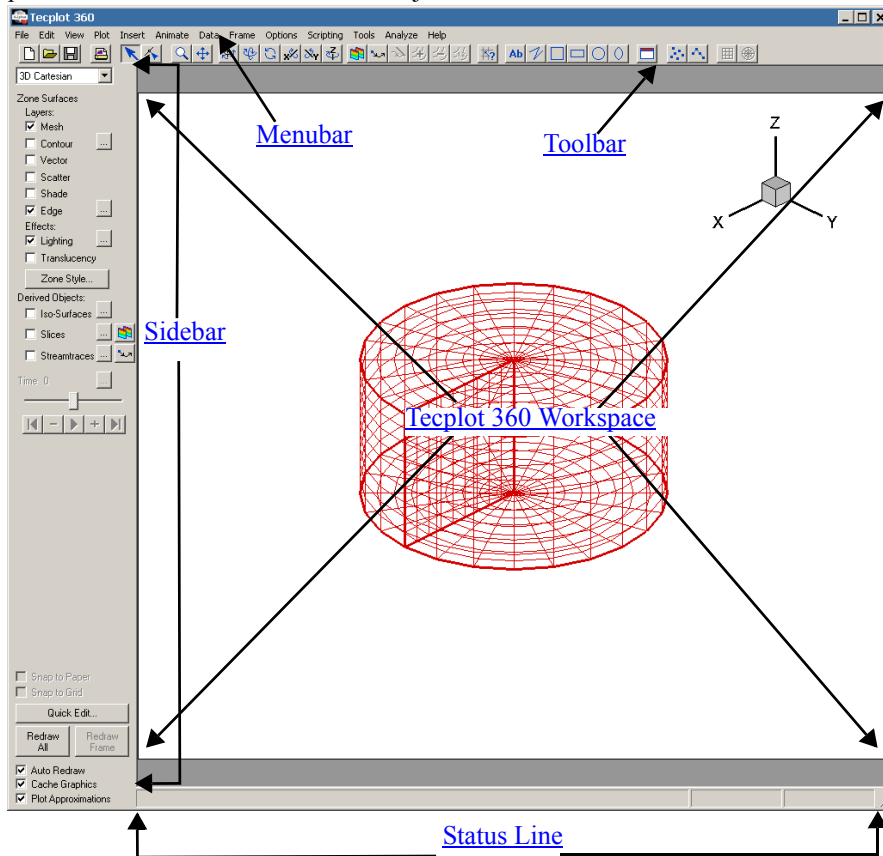 Tecplot 360
File Edit View Plot Insert Animate Data Frame Options Scripting Tools Analyze Help
Ab
3D Cartesian
Zone Surfaces
Layers:
Mesh
Contour ...
Vector
Scatter
Shade
Edge ...
Effects:
Lighting ...
Translucency
Zone Style...
Derived Objects:
Iso-Surfaces ...
Slices ...
Streamtraces ...
Time: 0 ...
Menubar
Toolbar
Z
X
Y
Sidebar
Tecplot 360 Workspace
Snap to Paper
Snap to Grid
Quick Edit...
Redraw All
Redraw Frame
Auto Redraw
Cache Graphics
Plot Approximations
Status Line